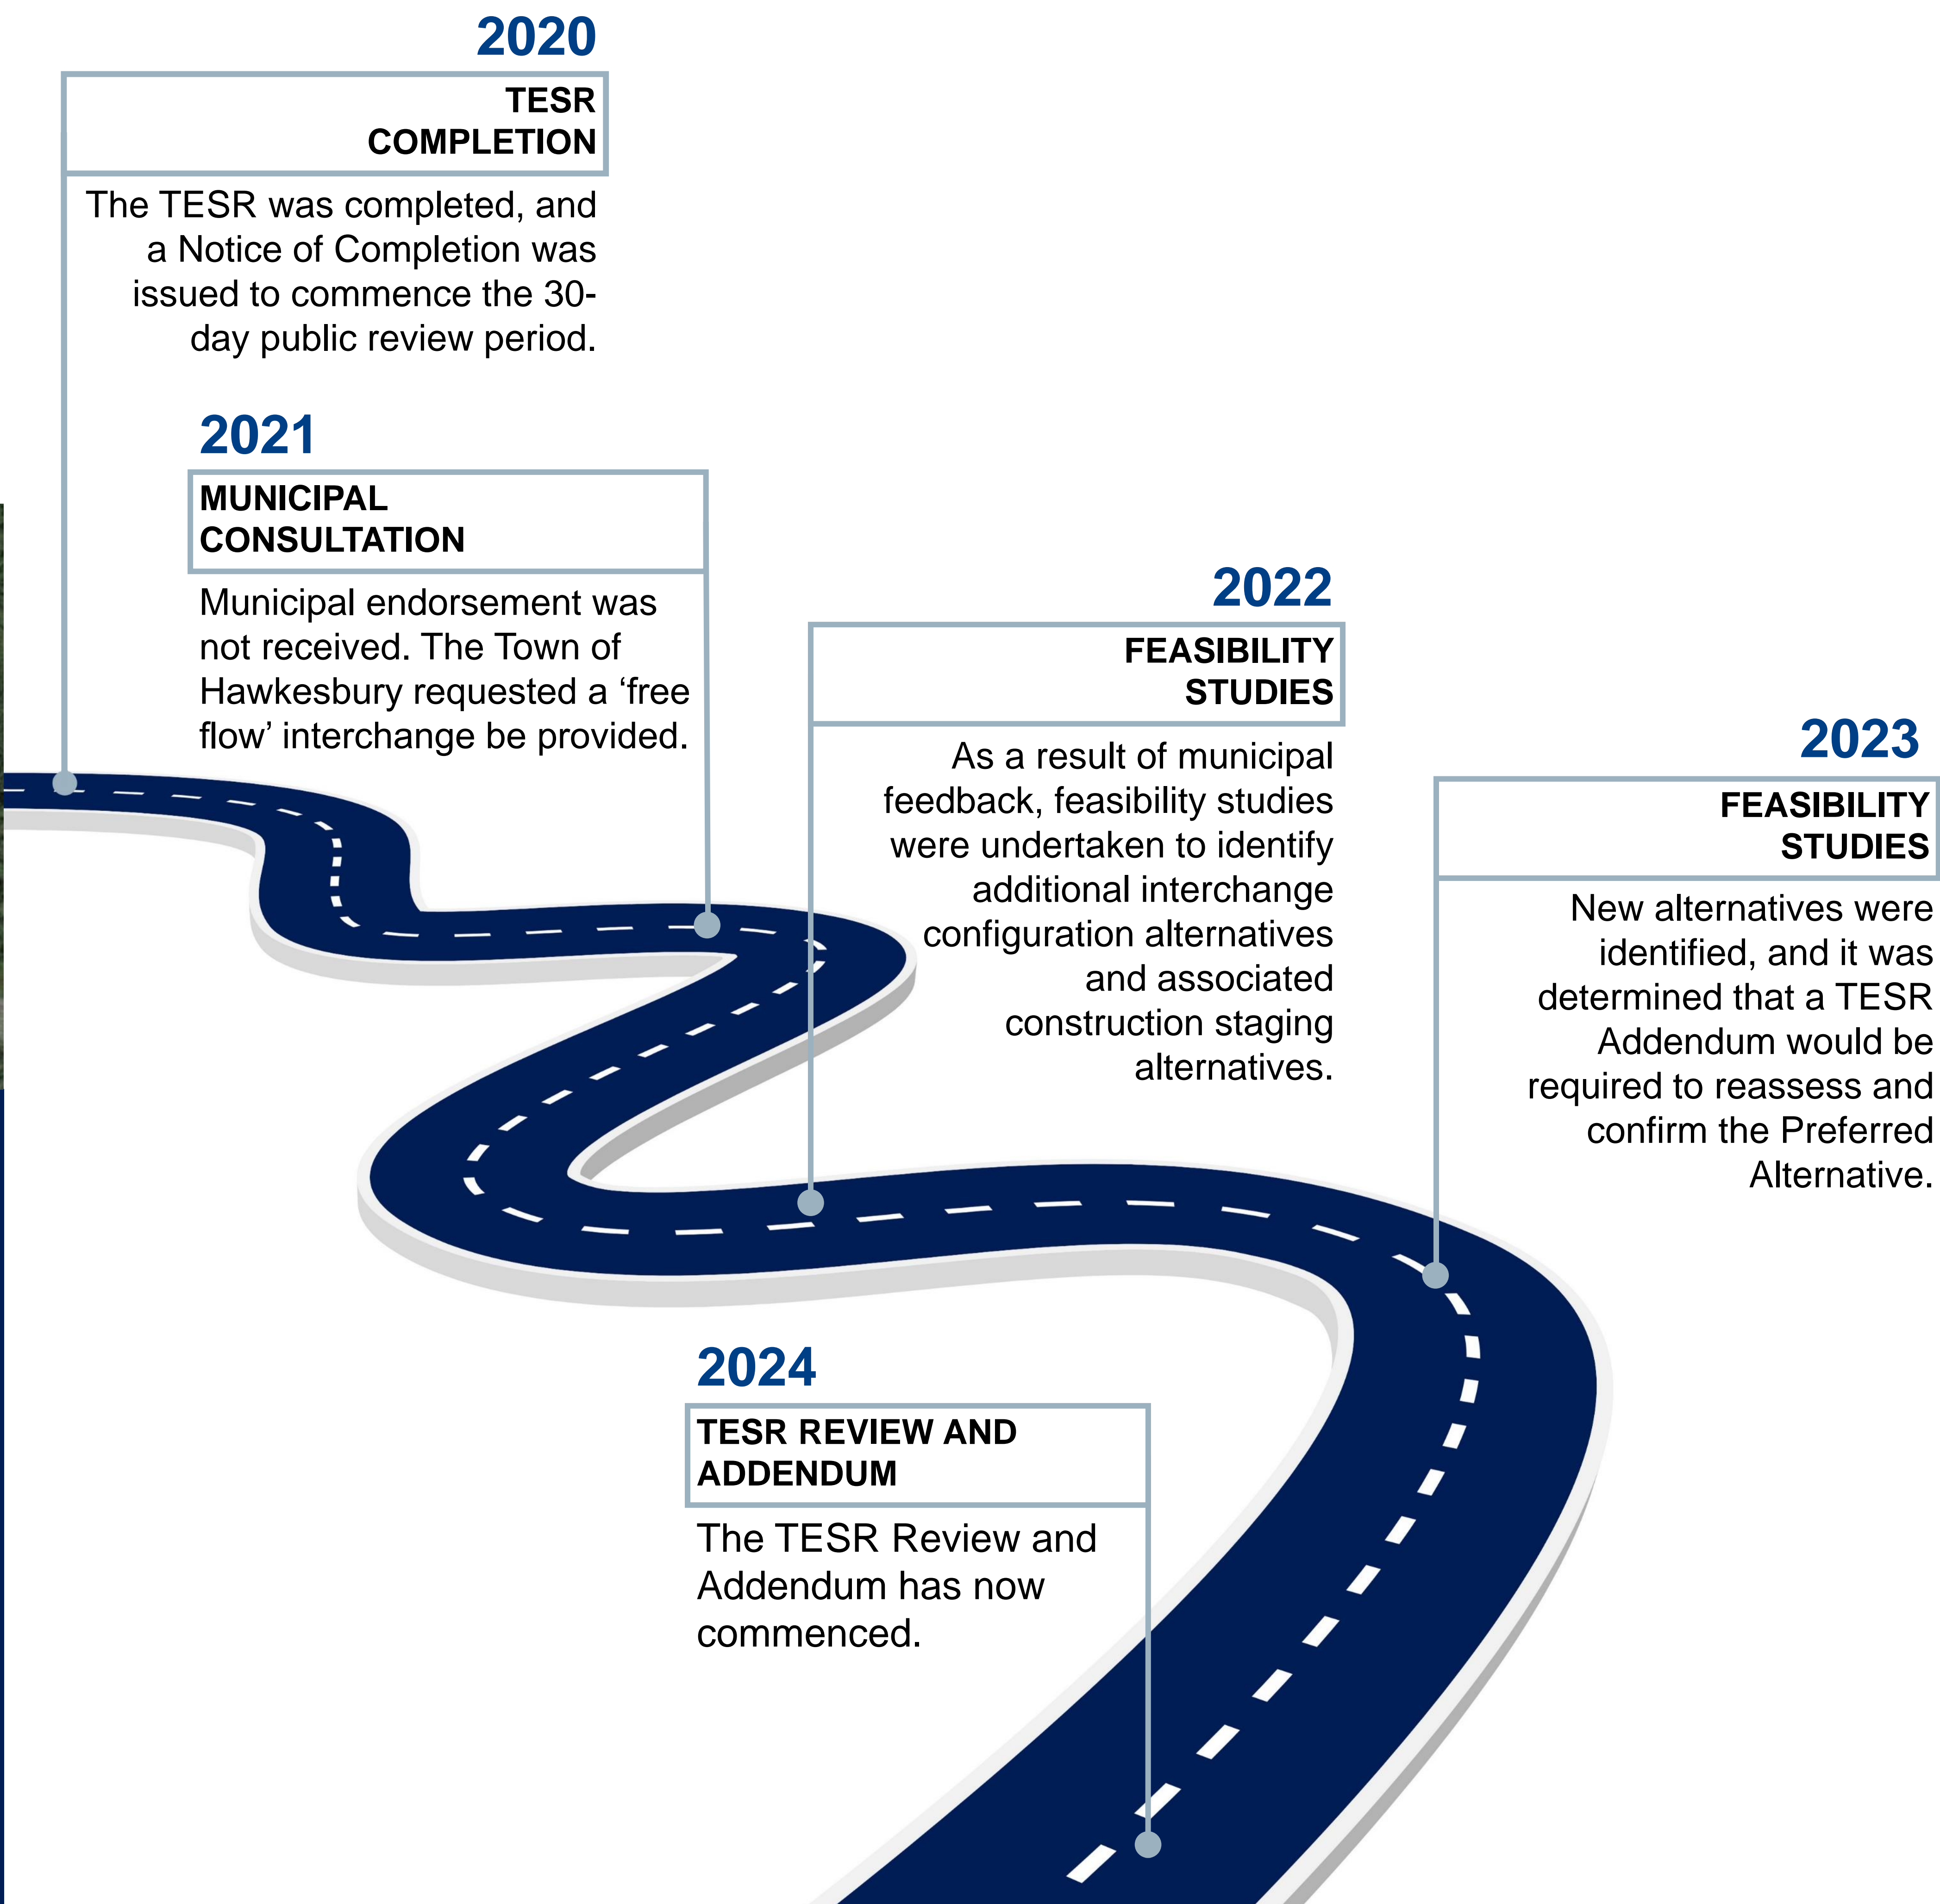 2020
TESR
COMPLETION
The TESR was completed, and
a Notice of Completion was
issued to commence the 30-
day public review period.
2021
MUNICIPAL
CONSULTATION
Municipal endorsement was
not received. The Town of
Hawkesbury requested a ‘free
flow’ interchange be provided.
2022
FEASIBILITY
STUDIES
As a result of municipal
feedback, feasibility studies
were undertaken to identify
additional interchange
configuration alternatives
and associated
construction staging
alternatives.
2023
FEASIBILITY
STUDIES
New alternatives were
identified, and it was
determined that a TESR
Addendum would be
required to reassess and
confirm the Preferred
Alternative.
2024
TESR REVIEW AND
ADDENDUM
The TESR Review and
Addendum has now
commenced.